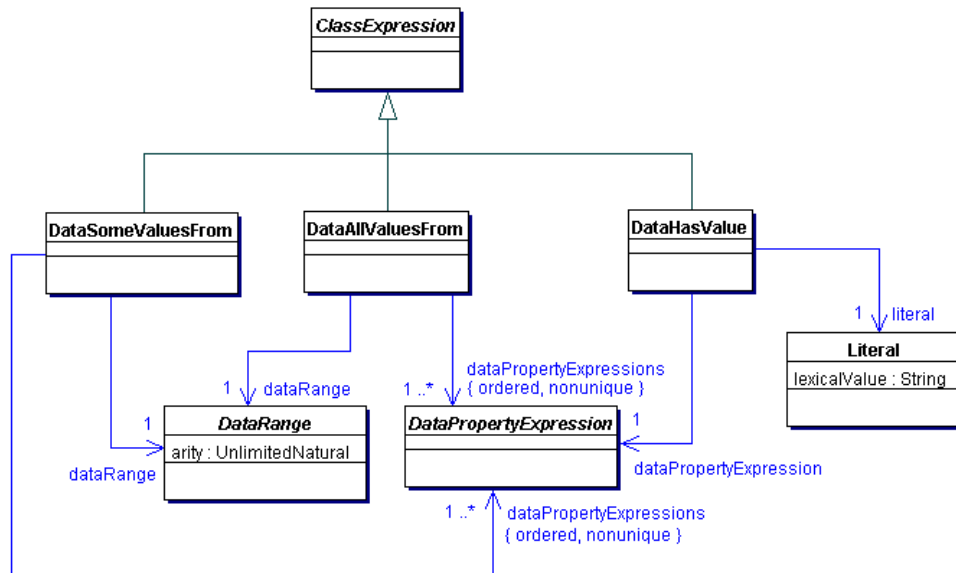 ClassExpression
DataSomeValuesFrom
DataAllValuesFrom
DataHasValue
1
literal
Literal
lexicalValue : String
dataPropertyExpressions
1 ..* { ordered, nonunique }
1 dataRange
1
dataRange
DataRange
arity : UnlimitedNatural
DataPropertyExpression
1
dataPropertyExpression
1 ..* dataPropertyExpressions
{ ordered, nonunique }